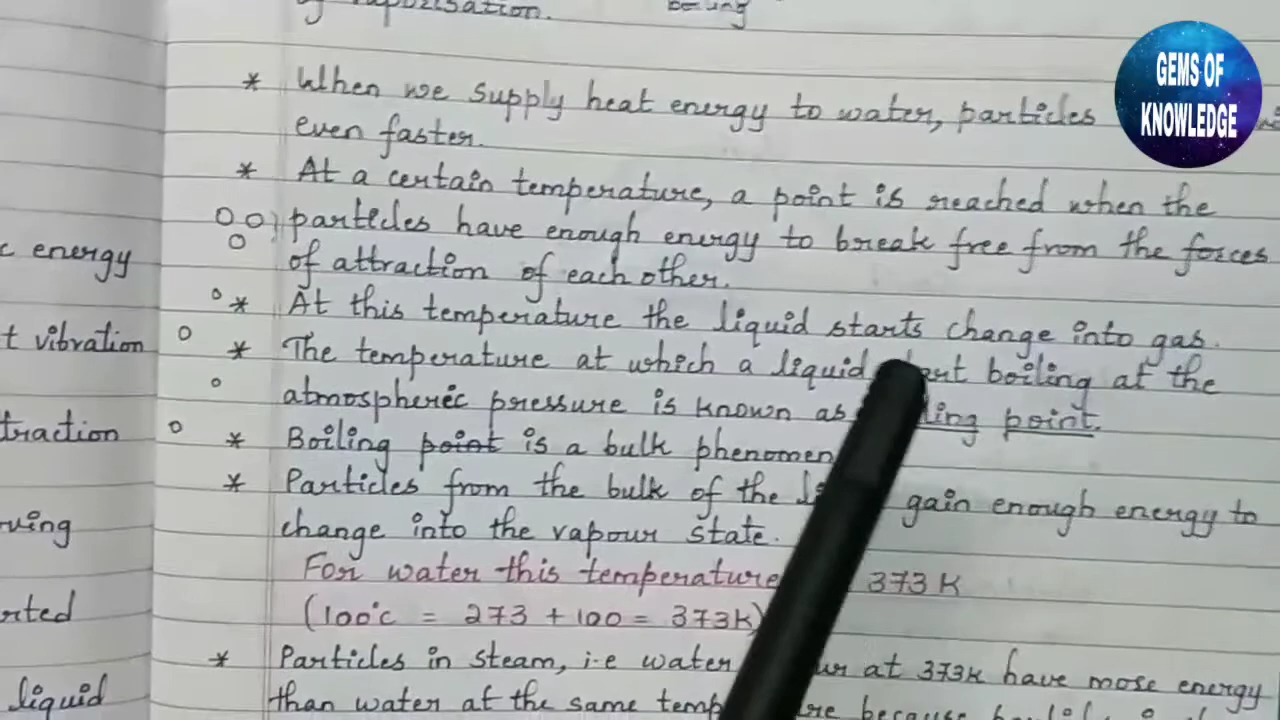 boiling
GEMS OF
KNOWLEDGE
* When we supply heat energy to water, particles
even faster.
* At a certain temperature, a point is reached when the
particles have enough energy to break free from the forces
of attraction of each other.
* At this temperature the liquid starts change into gas.
* The temperature at which a liquid start boiling at the
atmospheric pressure is known as boiling point.
* Boiling point is a bulk phenomen
* Particles from the bulk of the gain enough energy to
change into the vapour state.
For water this temperature 373 K
(100°c = 273 + 100 = 373K)
* Particles in steam, i.e water at 373K have more energy
than water at the same because
c energy
t vibration
traction
liquid